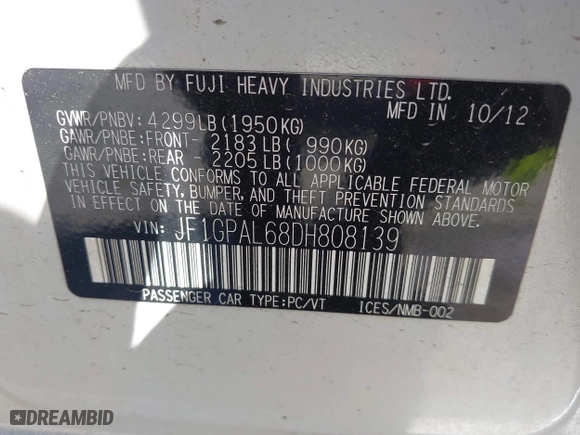 MFD BY FUJI HEAVY INDUSTRIES LTD.
MFD IN 10/12
GVWR/PNBV: 4299LB (1950KG)
GAWR/PNBE:FRONT- 2183LB ( 990KG)
GAWR/PNBE:REAR 2205LB (1000KG)
THIS VEHICLE CONFORMS TO ALL APPLICABLE FEDERAL MOTOR
VEHICLE SAFETY, BUMPER, AND THEFT PREVENTION STANDARDS
IN EFFECT ON THE DATE OF MANUFACTURE SHOWN ABOVE.
VIN: JF1GPAL68DH808139
PASSENGER CAR TYPE:PC/VT ICES/NMB-002
DREAMBID